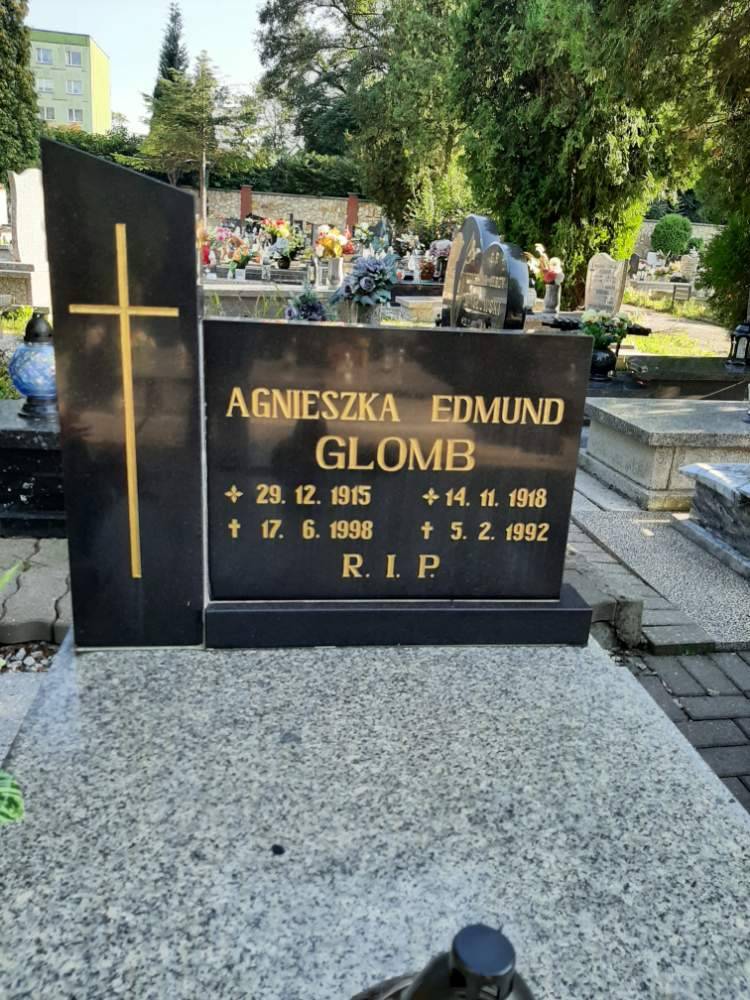 AGNIESZKA EDMUND
GLOMB
29. 12. 1915 14. 11. 1918
✝ 17. 6. 1998 ✝ 5. 2. 1992
R. I. P.